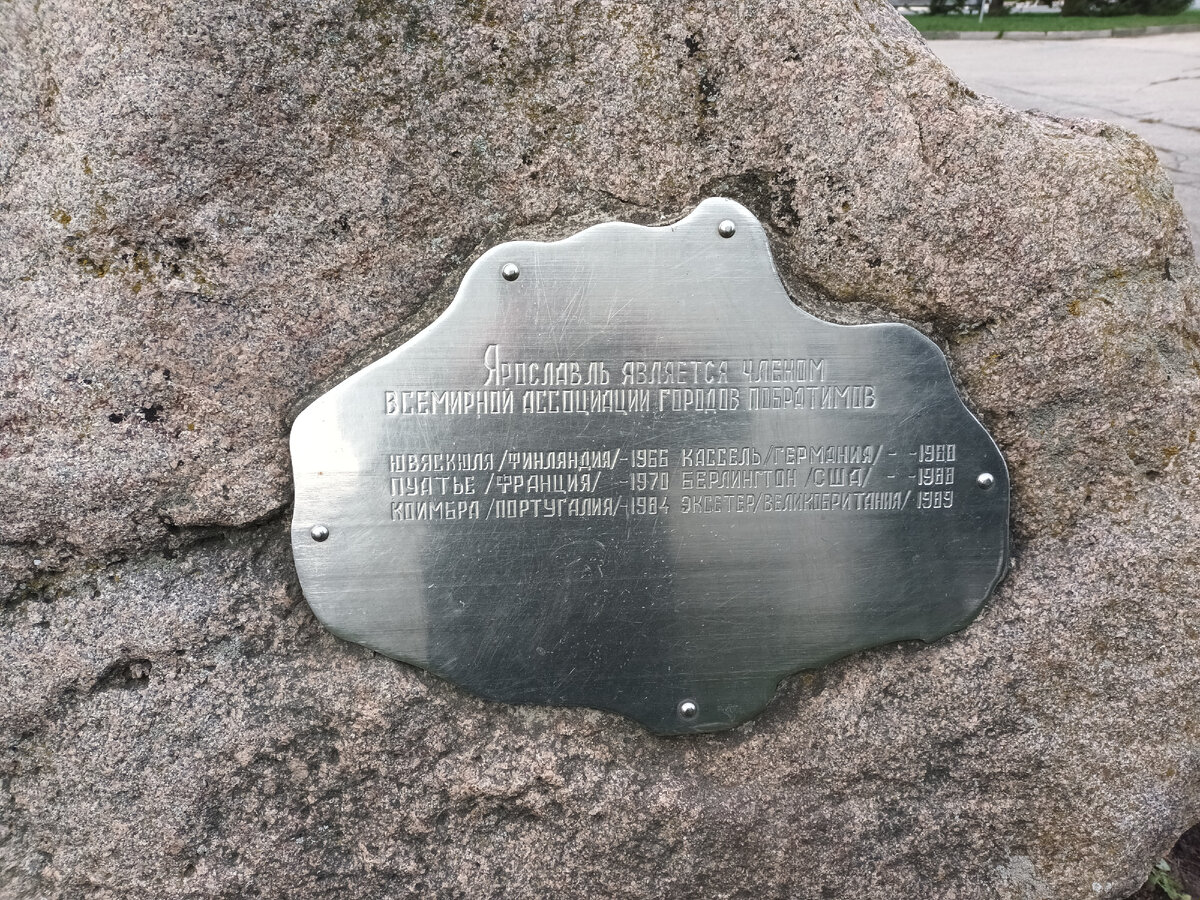 Ярославль является членом
всемирной ассоциации городов побратимов
Ювяскюля /Финляндия/-1966 Кассель/Германия/- -1988
Пуатье /Франция/ -1970 Берлингтон /США/ - -1988
Коимбра /Португалия/-1984 Эксетер/Великобритания/ 1989